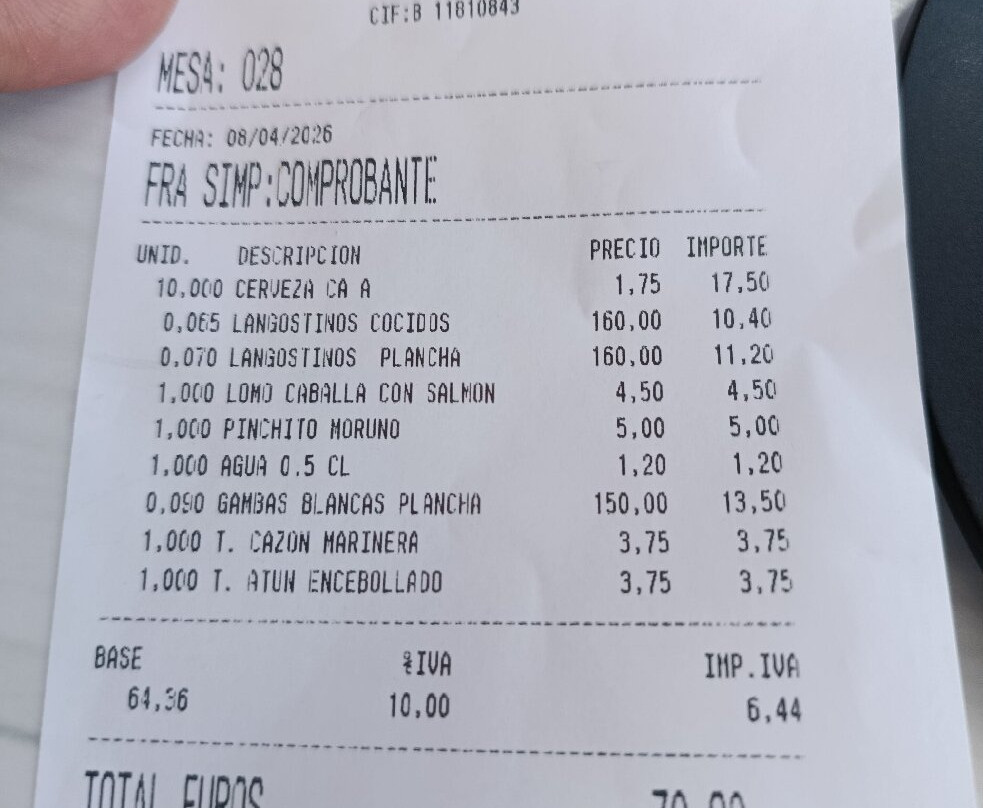 CIF:B 11810843
MESA: 028
FECHA: 08/04/2026
FRA SIMP:COMPROBANTE
UNID. DESCRIPCION PRECIO IMPORTE
10,000 CERVEZA CA A 1,75 17,50
0,065 LANGOSTINOS COCIDOS 160,00 10,40
0,070 LANGOSTINOS PLANCHA 160,00 11,20
1,000 LOMO CABALLA CON SALMON 4,50 4,50
1,000 PINCHITO MORUNO 5,00 5,00
1,000 AGUA 0.5 CL 1,20 1,20
0,090 GAMBAS BLANCAS PLANCHA 150,00 13,50
1,000 T. CAZON MARINERA 3,75 3,75
1,000 T. ATUN ENCEBOLLADO 3,75 3,75
BASE %IVA IMP.IVA
64,36 10,00 6,44
TOTAL EUROS